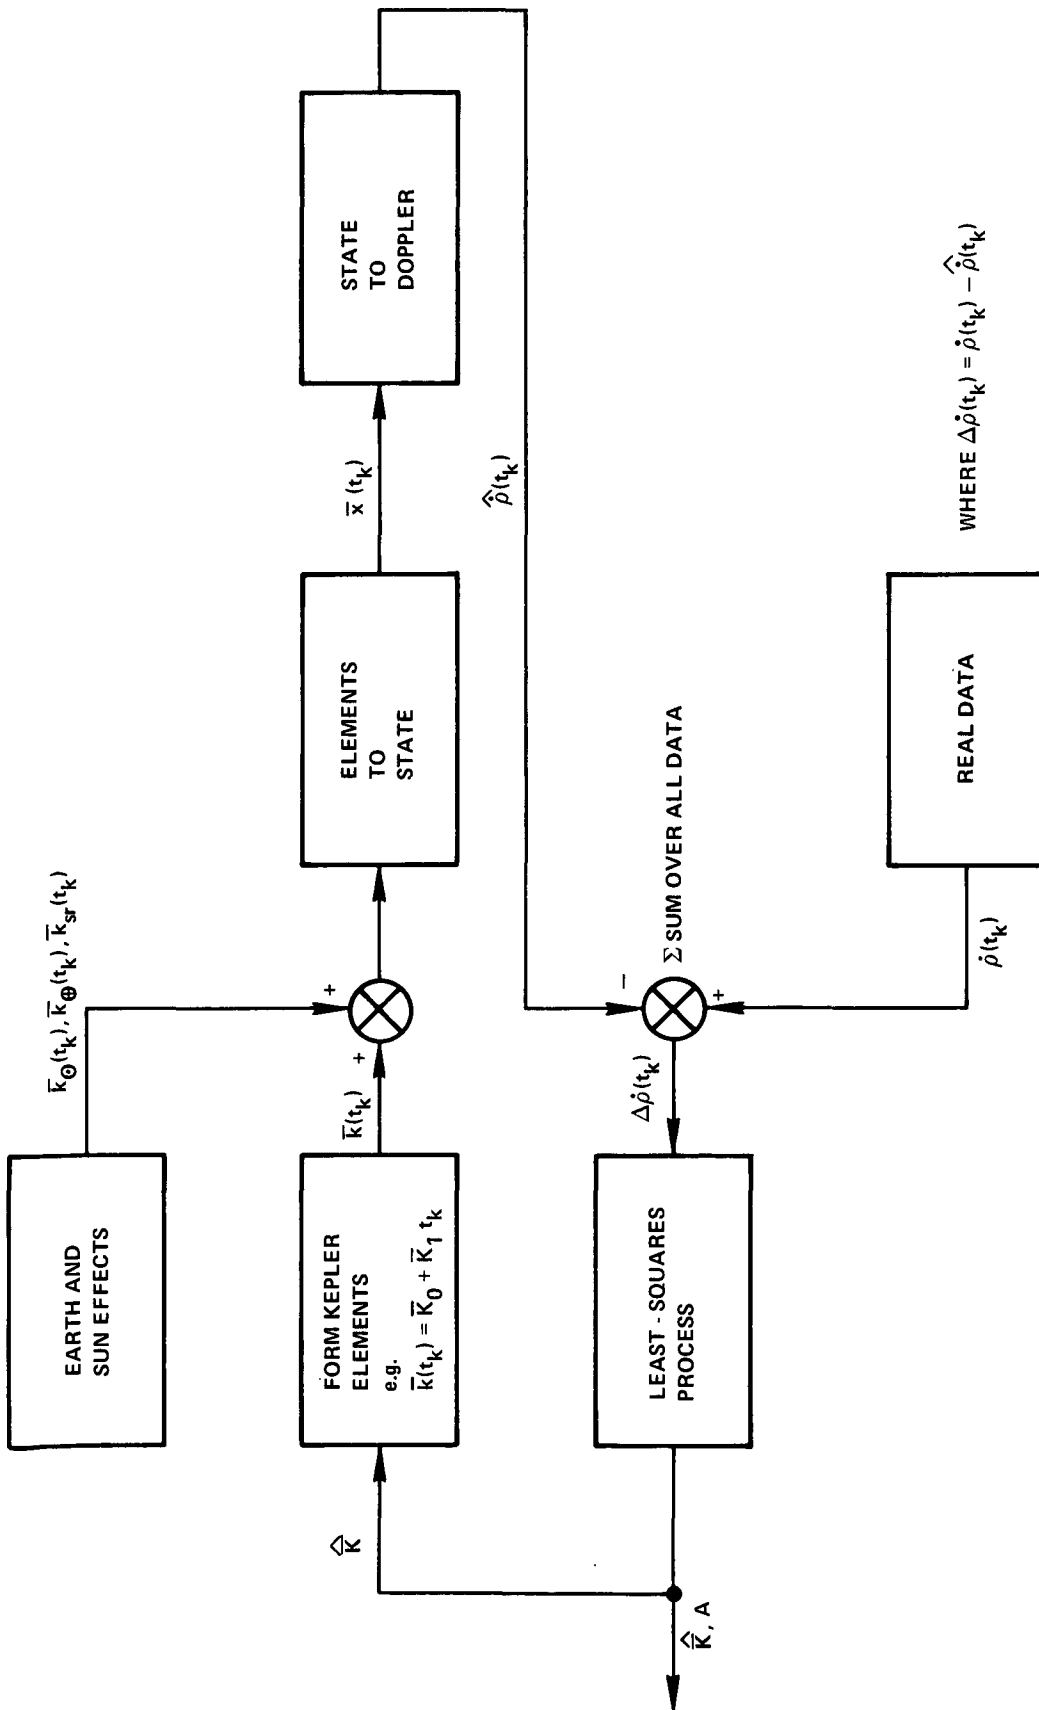 EARTH AND
SUN EFFECTS
k̅☉(tₖ), k̅⊕(tₖ), k̅ₛᵣ(tₖ)
FORM KEPLER
ELEMENTS
e.g.
k̅(tₖ) = K̅₀ + K̅₁ tₖ
k̅(tₖ)
+
+
ELEMENTS
TO
STATE
x̅ (tₖ)
STATE
TO
DOPPLER
K̅̂
ρ̇̂(tₖ)
LEAST - SQUARES
PROCESS
Δρ̇(tₖ)
−
+
Σ SUM OVER ALL DATA
K̅̂, A
ρ̇(tₖ)
REAL DATA
WHERE Δρ̇(tₖ) = ρ̇(tₖ) − ρ̇̂(tₖ)